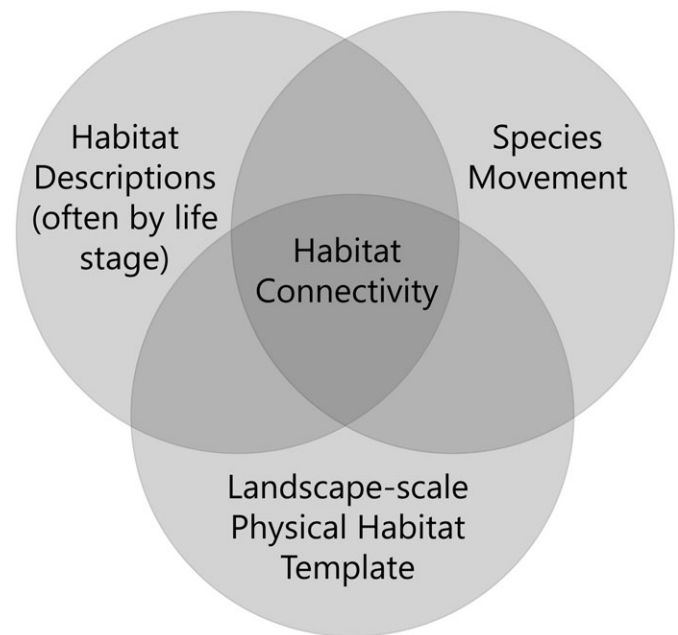 Habitat
Descriptions
(often by life
stage)
Species
Movement
Habitat
Connectivity
Landscape-scale
Physical Habitat
Template